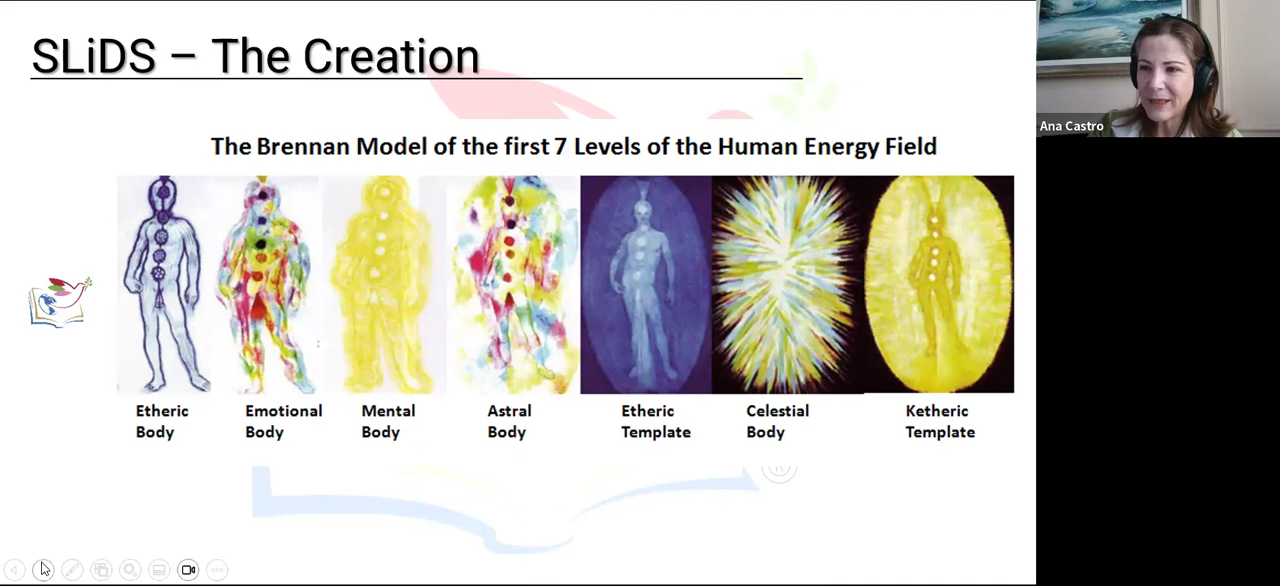 SLiDS – The Creation
Ana Castro
The Brennan Model of the first 7 Levels of the Human Energy Field
Etheric Body
Emotional Body
Mental Body
Astral Body
Etheric Template
Celestial Body
Ketheric Template
®